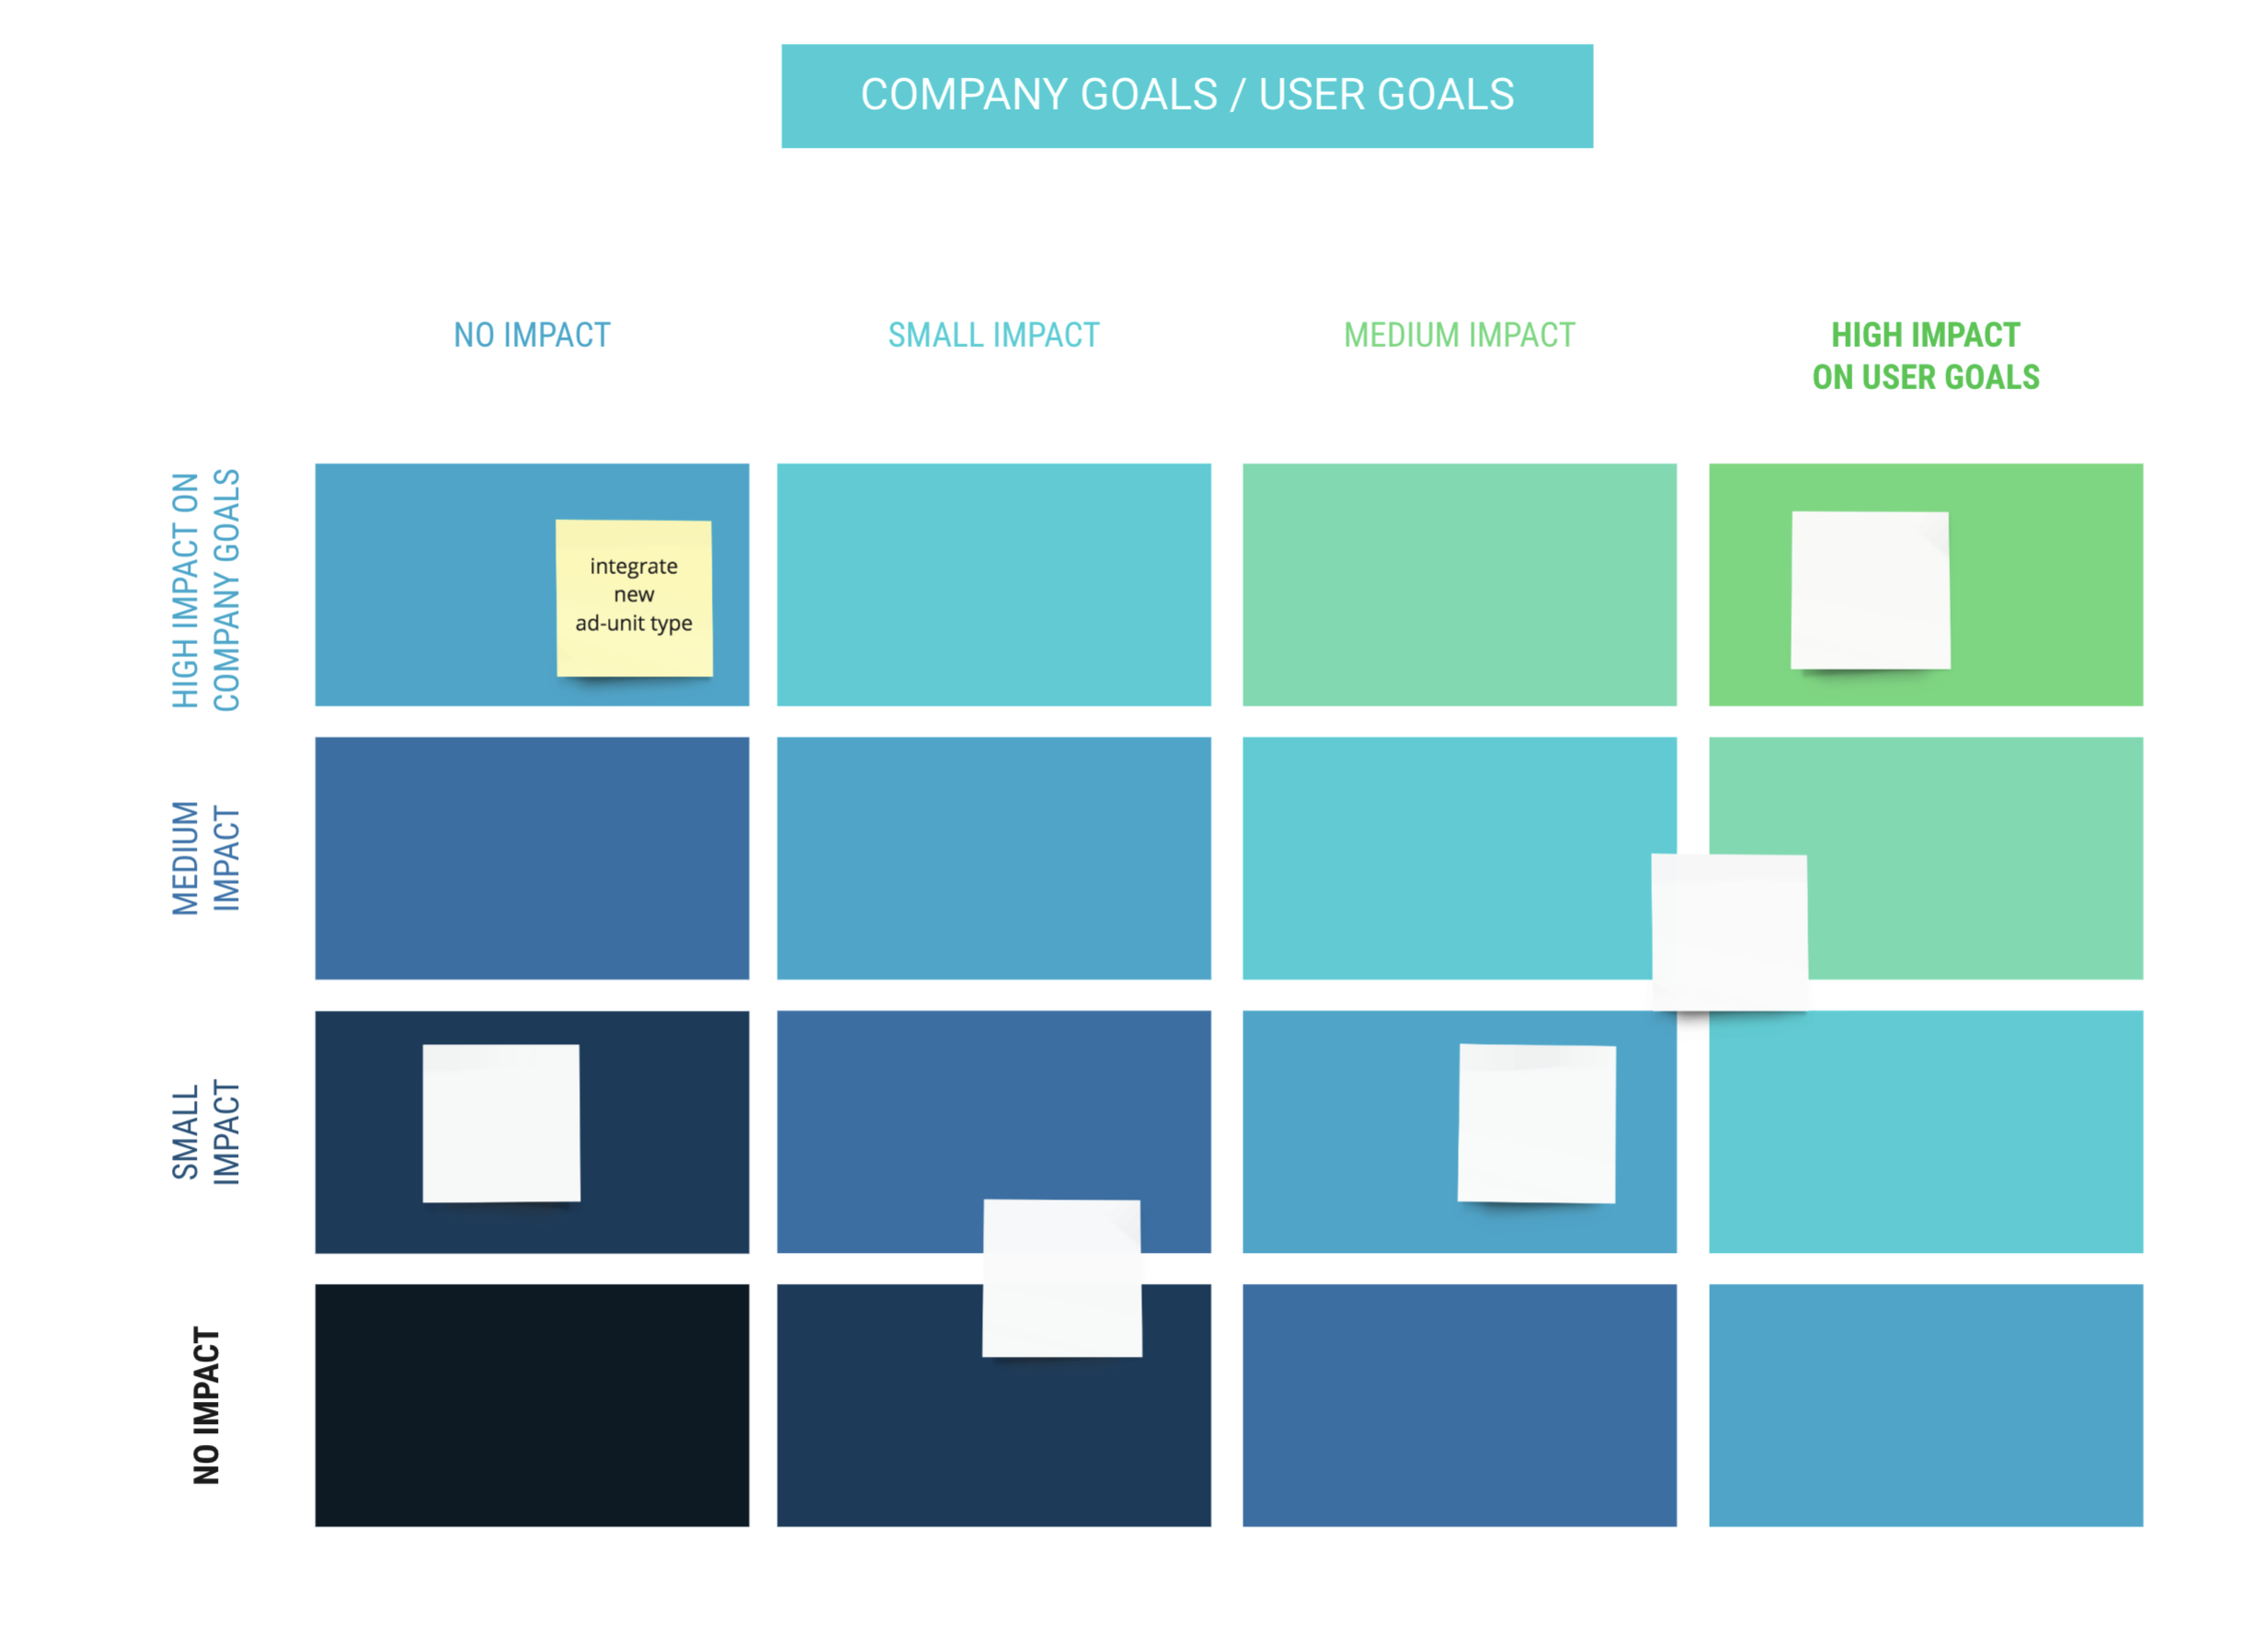 COMPANY GOALS / USER GOALS
NO IMPACT
SMALL IMPACT
MEDIUM IMPACT
HIGH IMPACT
ON USER GOALS
HIGH IMPACT ON
COMPANY GOALS
integrate
new
ad-unit type
MEDIUM
IMPACT
SMALL
IMPACT
NO IMPACT